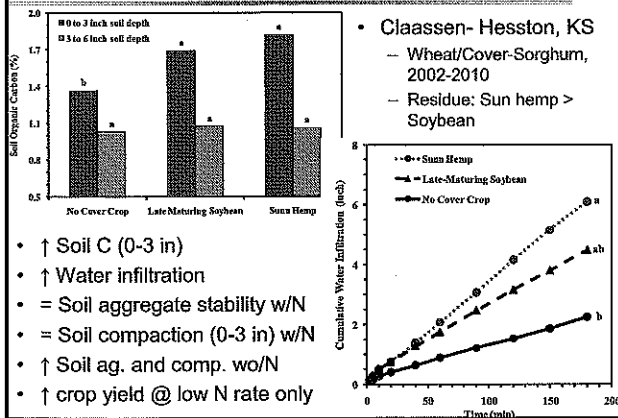 2.0
1.7
1.4
1.1
0.8
0.5
Soil Organic Carbon (%)
0 to 3 inch soil depth
3 to 6 inch soil depth
b
a
a
a
a
a
No Cover Crop
Late Maturing Soybean
Sunn Hemp
• Claassen- Hesston, KS
– Wheat/Cover-Sorghum,
2002-2010
– Residue: Sun hemp >
Soybean
• ↑ Soil C (0-3 in)
• ↑ Water infiltration
• = Soil aggregate stability w/N
• = Soil compaction (0-3 in) w/N
• ↑ Soil ag. and comp. wo/N
• ↑ crop yield @ low N rate only
8
6
4
2
0
Cumulative Water Infiltration (inch)
Sunn Hemp
Late-Maturing Soybean
No Cover Crop
a
ab
b
0
50
100
150
200
Time (min)